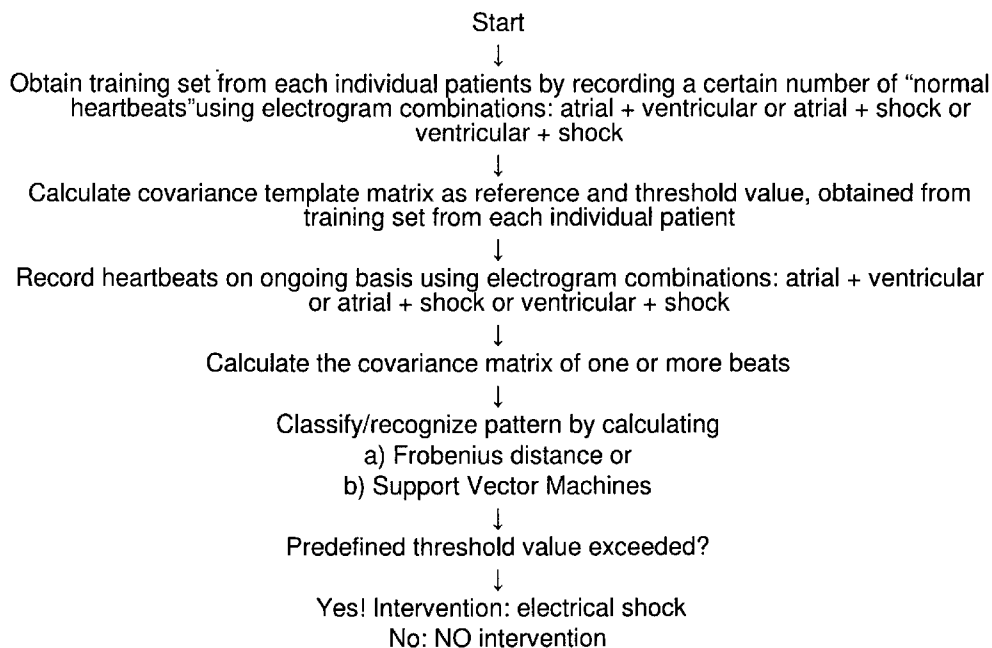 Start
↓
Obtain training set from each individual patients by recording a certain number of “normal
heartbeats”using electrogram combinations: atrial + ventricular or atrial + shock or
ventricular + shock
↓
Calculate covariance template matrix as reference and threshold value, obtained from
training set from each individual patient
↓
Record heartbeats on ongoing basis using electrogram combinations: atrial + ventricular
or atrial + shock or ventricular + shock
↓
Calculate the covariance matrix of one or more beats
↓
Classify/recognize pattern by calculating
a) Frobenius distance or
b) Support Vector Machines
↓
Predefined threshold value exceeded?
↓
Yes! Intervention: electrical shock
No: NO intervention